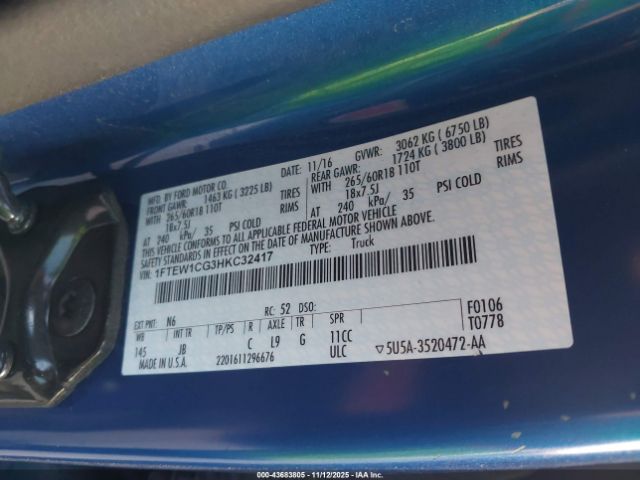 MFD. BY FORD MOTOR CO.
DATE: 11/16 GVWR: 3062 KG ( 6750 LB)
FRONT GAWR: 1463 KG ( 3225 LB) REAR GAWR: 1724 KG ( 3800 LB)
WITH 265/60R18 110T TIRES WITH 265/60R18 110T TIRES
18x7.5J RIMS 18x7.5J RIMS
AT 240 kPa/ 35 PSI COLD AT 240 kPa/ 35 PSI COLD
THIS VEHICLE CONFORMS TO ALL APPLICABLE FEDERAL MOTOR VEHICLE
SAFETY STANDARDS IN EFFECT ON THE DATE OF MANUFACTURE SHOWN ABOVE.
VIN: 1FTEW1CG3HKC32417 TYPE: Truck
F0106
T0778
EXT PNT: N6 RC: 52 DSO:
WB TP/PS R AXLE TR SPR
145 JB C L9 G 11CC
MADE IN U.S.A. 2201611296676 ULC ▽5U5A-3520472-AA
© IAA - 43683805 - 11/12/2025 - IAAI.COM